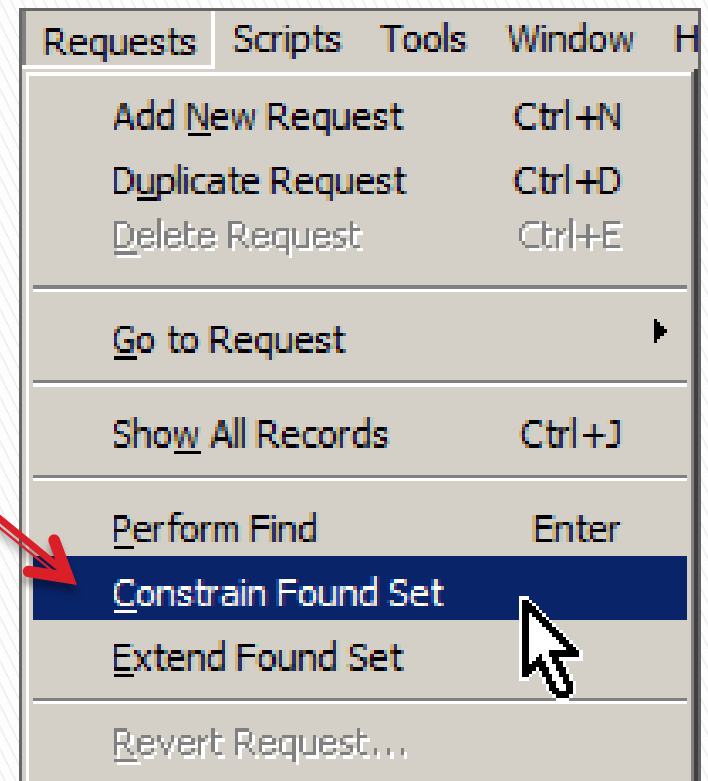 Requests Scripts Tools Window H
Add New Request Ctrl+N
Duplicate Request Ctrl+D
Delete Request Ctrl+E
Go to Request
Show All Records Ctrl+J
Perform Find Enter
Constrain Found Set
Extend Found Set
Revert Request...